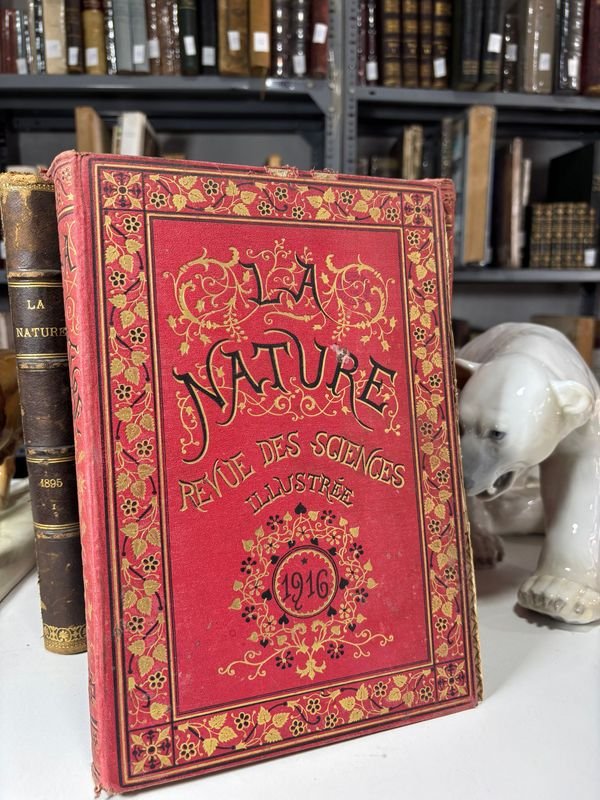 LA
NATURE
REVUE DES SCIENCES
ILLUSTRÉE
1916
LA
NATURE
1895